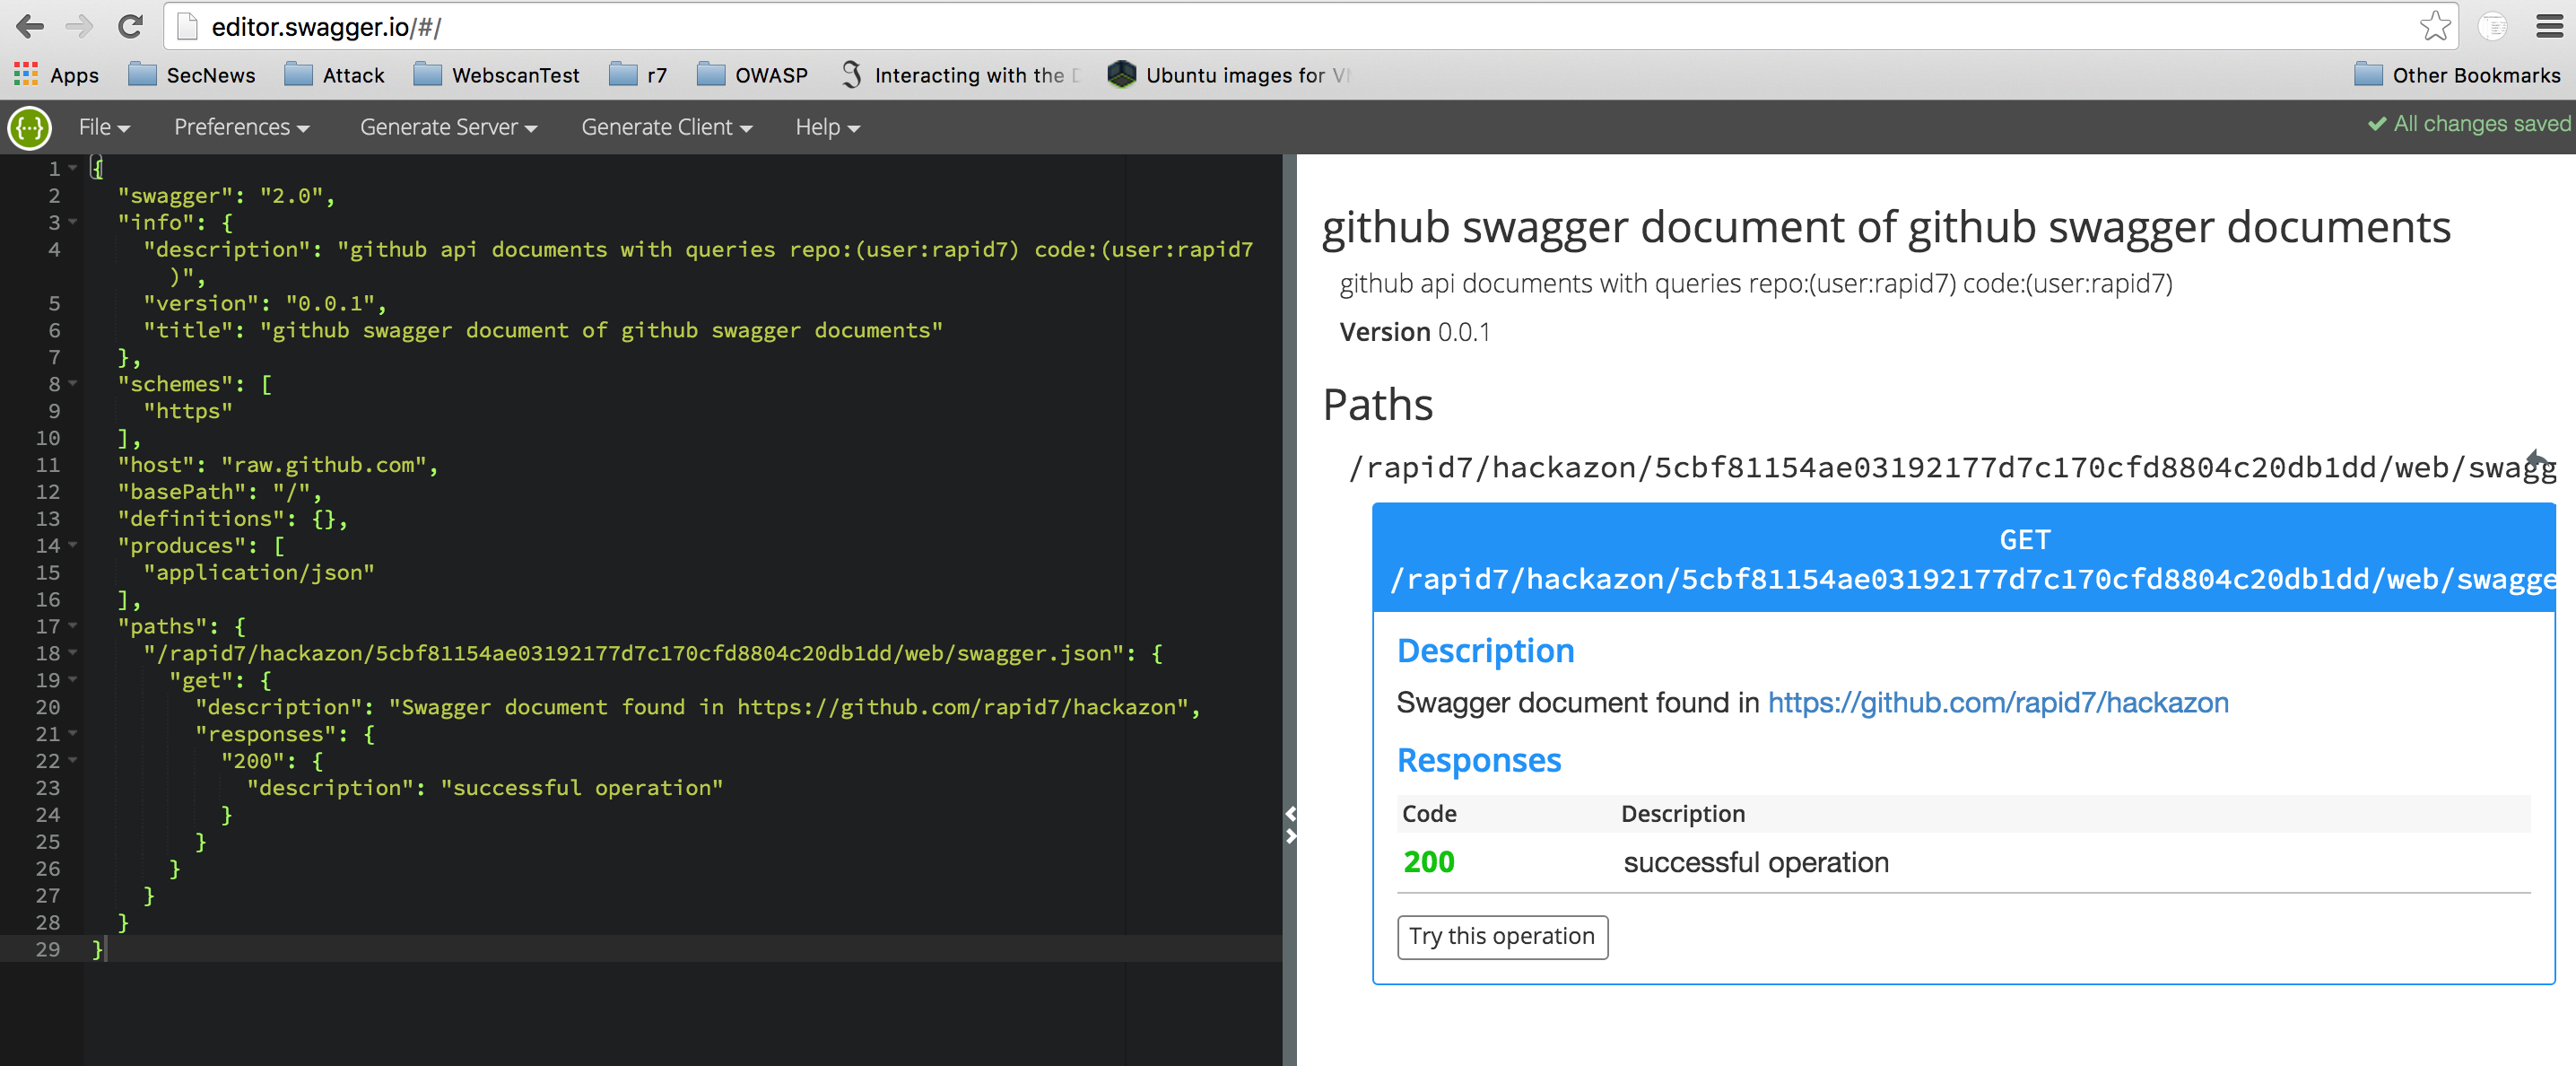 editor.swagger.io/#/
Apps SecNews Attack WebscanTest r7 OWASP Interacting with the Ubuntu images for Other Bookmarks
File Preferences Generate Server Generate Client Help All changes saved
1 {
2 "swagger": "2.0",
3 "info": {
4 "description": "github api documents with queries repo:(user:rapid7) code:(user:rapid7
)",
5 "version": "0.0.1",
6 "title": "github swagger document of github swagger documents"
7 },
8 "schemes": [
9 "https"
10 ],
11 "host": "raw.github.com",
12 "basePath": "/",
13 "definitions": {},
14 "produces": [
15 "application/json"
16 ],
17 "paths": {
18 "/rapid7/hackazon/5cbf81154ae03192177d7c170cfd8804c20db1dd/web/swagger.json": {
19 "get": {
20 "description": "Swagger document found in https://github.com/rapid7/hackazon",
21 "responses": {
22 "200": {
23 "description": "successful operation"
24 }
25 }
26 }
27 }
28 }
29 }
github swagger document of github swagger documents
github api documents with queries repo:(user:rapid7) code:(user:rapid7)
Version 0.0.1
Paths
/rapid7/hackazon/5cbf81154ae03192177d7c170cfd8804c20db1dd/web/swagg
GET
/rapid7/hackazon/5cbf81154ae03192177d7c170cfd8804c20db1dd/web/swagge
Description
Swagger document found in https://github.com/rapid7/hackazon
Responses
Code Description
200 successful operation
Try this operation